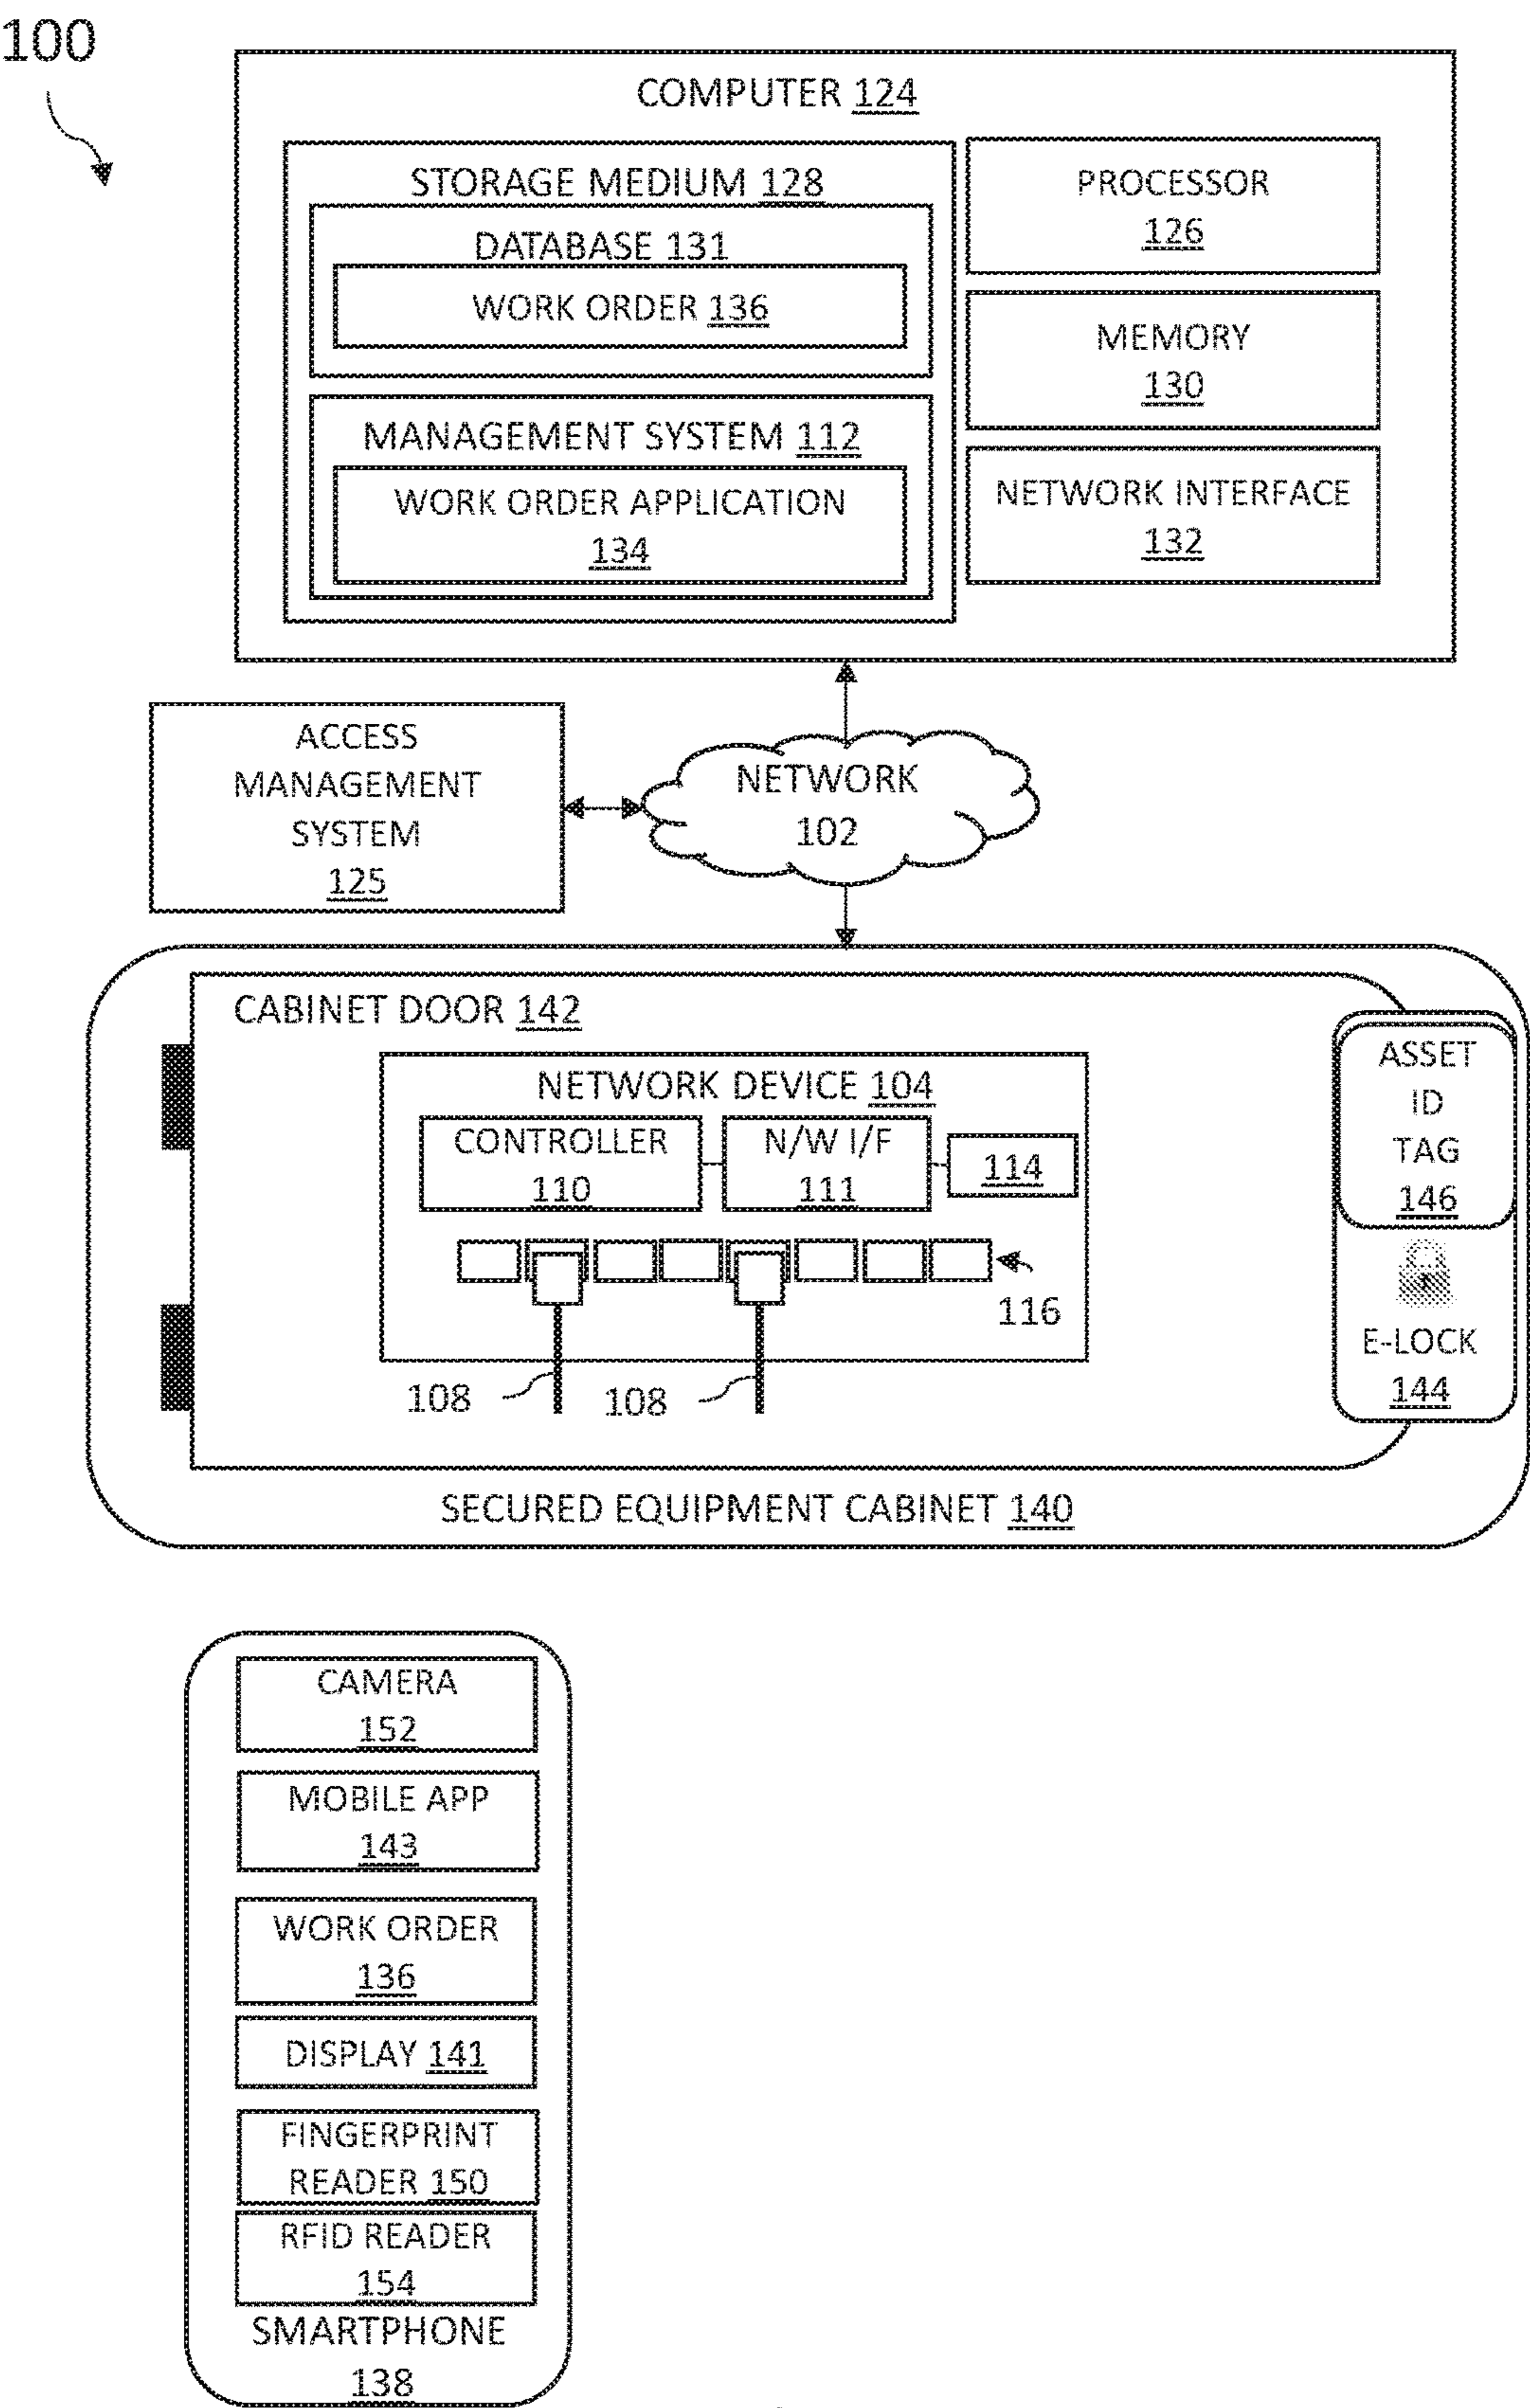 100
COMPUTER 124
STORAGE MEDIUM 128
DATABASE 131
WORK ORDER 136
MANAGEMENT SYSTEM 112
WORK ORDER APPLICATION
134
PROCESSOR
126
MEMORY
130
NETWORK INTERFACE
132
ACCESS
MANAGEMENT
SYSTEM
125
NETWORK
102
CABINET DOOR 142
NETWORK DEVICE 104
CONTROLLER
110
N/W I/F
111
114
116
108
108
ASSET
ID
TAG
146
E-LOCK
144
SECURED EQUIPMENT CABINET 140
CAMERA
152
MOBILE APP
143
WORK ORDER
136
DISPLAY 141
FINGERPRINT
READER 150
RFID READER
154
SMARTPHONE
138